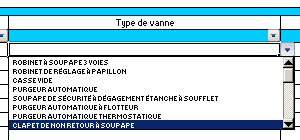 Type de vanne
ROBINET À SOUPAPE 3 VOIES
ROBINET DE RÉGLAGE À PAPILLON
CASSE VIDE
PURGEUR AUTOMATIQUE
SOUPAPE DE SÉCURITÉ À DÉGAGEMENT ÉTANCHE À SOUFFLET
PURGEUR AUTOMATIQUE À FLOTTEUR
PURGEUR AUTOMATIQUE THERMOSTATIQUE
CLAPET DE NON RETOUR À SOUPAPE